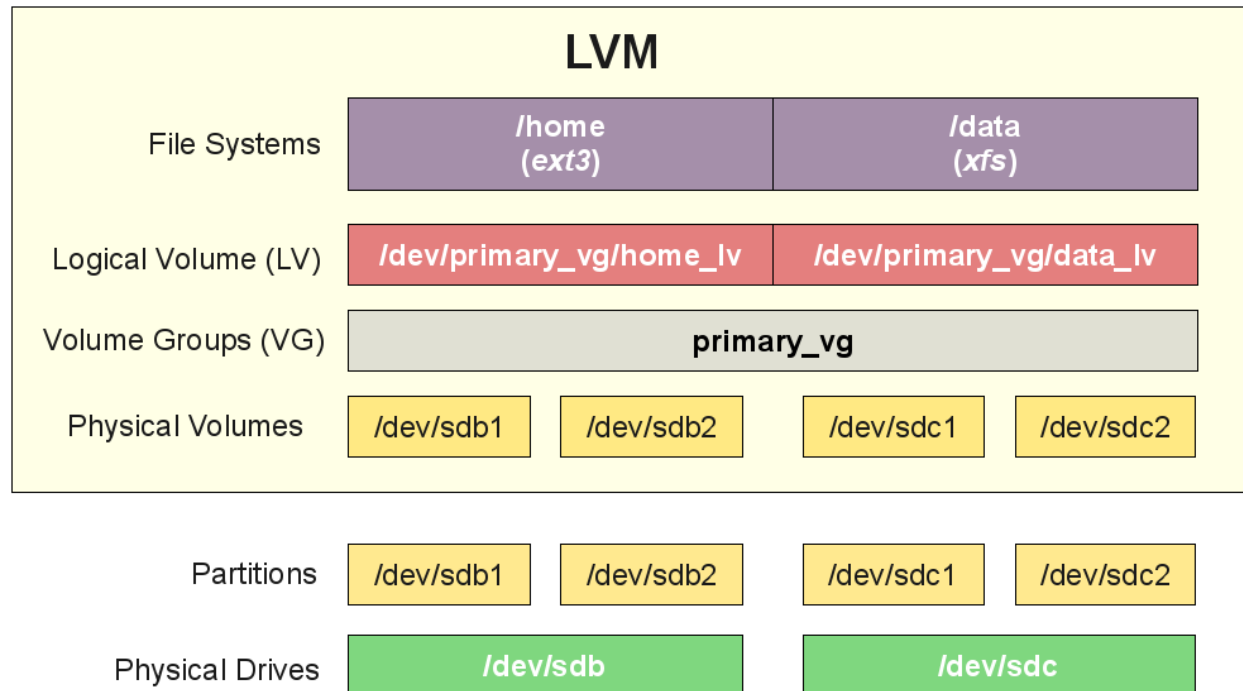 LVM
File Systems
/home
(ext3)
/data
(xfs)
Logical Volume (LV)
/dev/primary_vg/home_lv
/dev/primary_vg/data_lv
Volume Groups (VG)
primary_vg
Physical Volumes
/dev/sdb1
/dev/sdb2
/dev/sdc1
/dev/sdc2
Partitions
/dev/sdb1
/dev/sdb2
/dev/sdc1
/dev/sdc2
Physical Drives
/dev/sdb
/dev/sdc